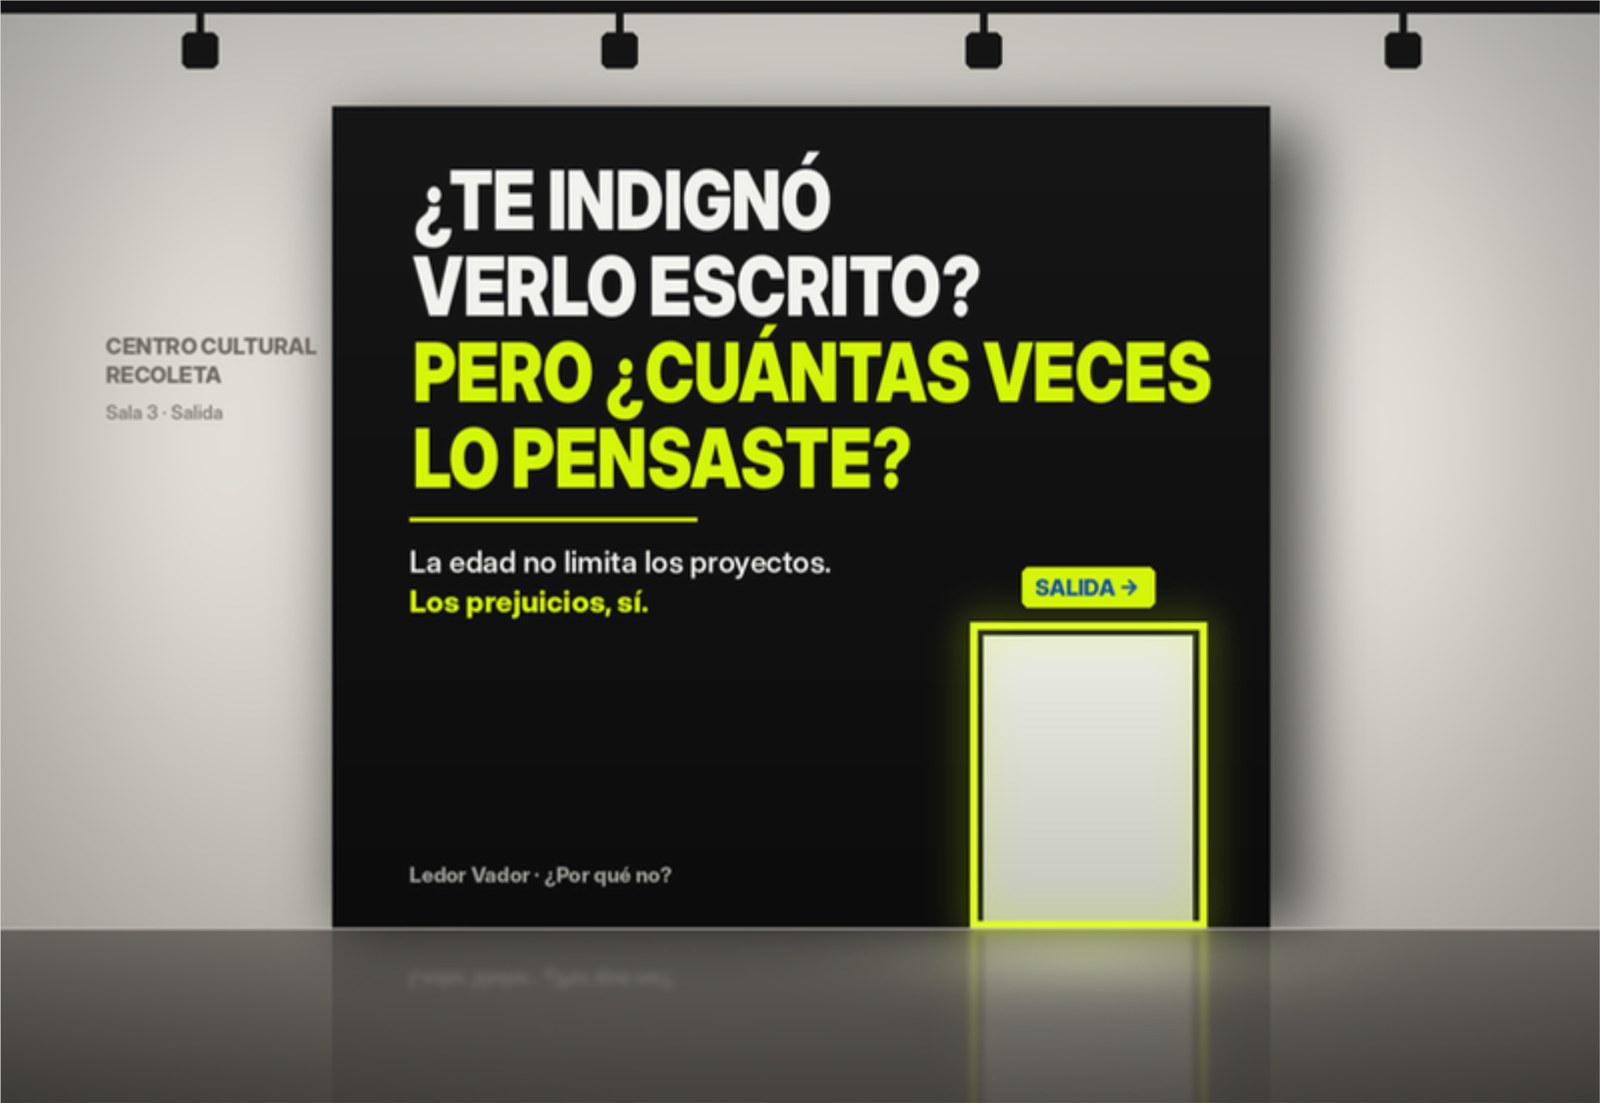 CENTRO CULTURAL
RECOLETA
Sala 3 · Salida
¿TE INDIGNÓ
VERLO ESCRITO?
PERO ¿CUÁNTAS VECES
LO PENSASTE?
La edad no limita los proyectos.
Los prejuicios, sí.
SALIDA →
Ledor Vador · ¿Por qué no?